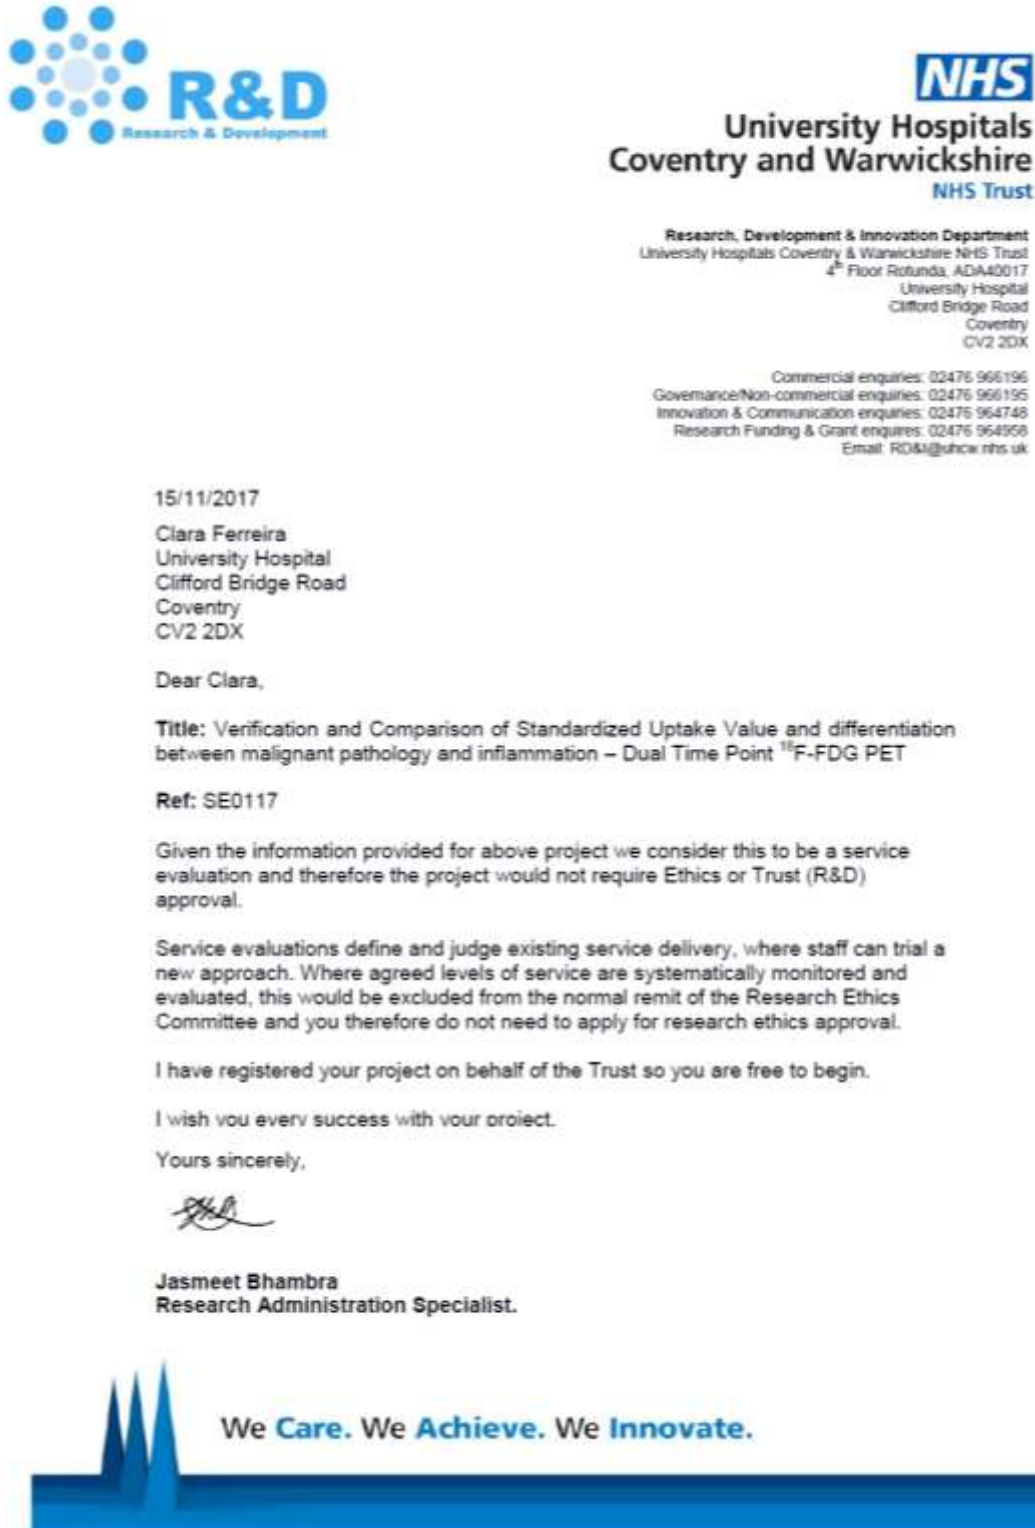 R&D
Research & Development
NHS
University Hospitals
Coventry and Warwickshire
NHS Trust
Research, Development & Innovation Department
University Hospitals Coventry & Warwickshire NHS Trust
4th Floor Rotunda, ADA40017
University Hospital
Clifford Bridge Road
Coventry
CV2 2DX
Commercial enquiries: 02476 966196
Governance/Non-commercial enquiries: 02476 966195
Innovation & Communication enquiries: 02476 964748
Research Funding & Grant enquires: 02476 964958
Email: RD&I@uhcw.nhs.uk
15/11/2017
Clara Ferreira
University Hospital
Clifford Bridge Road
Coventry
CV2 2DX
Dear Clara,
Title: Verification and Comparison of Standardized Uptake Value and differentiation
between malignant pathology and inflammation – Dual Time Point ¹⁸F-FDG PET
Ref: SE0117
Given the information provided for above project we consider this to be a service
evaluation and therefore the project would not require Ethics or Trust (R&D)
approval.
Service evaluations define and judge existing service delivery, where staff can trial a
new approach. Where agreed levels of service are systematically monitored and
evaluated, this would be excluded from the normal remit of the Research Ethics
Committee and you therefore do not need to apply for research ethics approval.
I have registered your project on behalf of the Trust so you are free to begin.
I wish you every success with your project.
Yours sincerely,
Jasmeet Bhambra
Research Administration Specialist.
We Care. We Achieve. We Innovate.